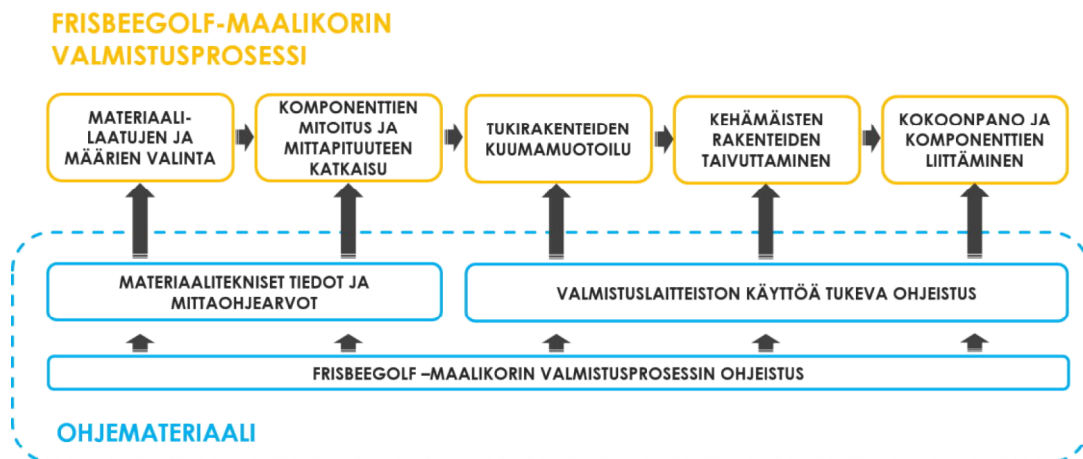 FRISBEEGOLF-MAALIKORIN
VALMISTUSPROSESSI
MATERIAALI-
LAATUJEN JA
MÄÄRIEN VALINTA
KOMPONENTTIEN
MITOITUS JA
MITTAPITUUTEEN
KATKAISU
TUKIRAKENTEIDEN
KUUMAMUOTOILU
KEHÄMÄISTEN
RAKENTEIDEN
TAIVUTTAMINEN
KOKOONPANO JA
KOMPONENTTIEN
LIITTÄMINEN
MATERIAALITEKNISET TIEDOT JA
MITTAOHJEARVOT
VALMISTUSLAITTEISTON KÄYTTÖÄ TUKEVA OHJEISTUS
FRISBEEGOLF –MAALIKORIN VALMISTUSPROSESSIN OHJEISTUS
OHJEMATERIAALI